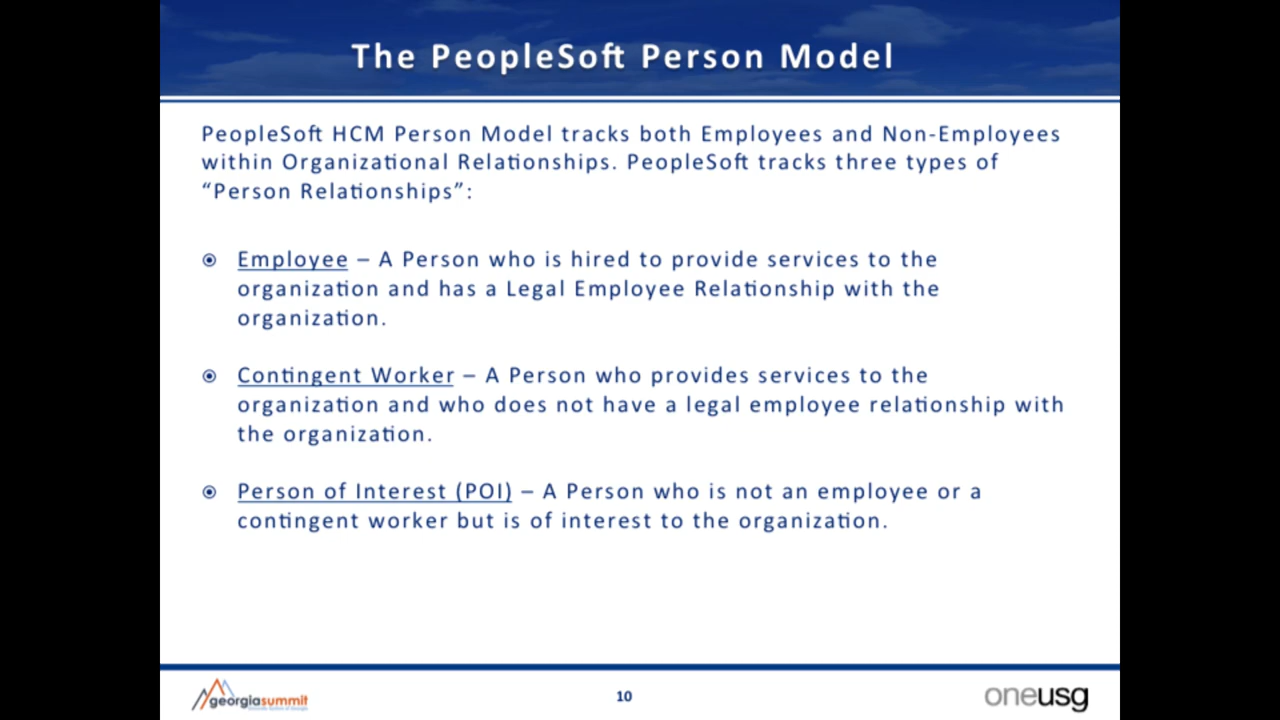 The PeopleSoft Person Model
PeopleSoft HCM Person Model tracks both Employees and Non-Employees
within Organizational Relationships. PeopleSoft tracks three types of
“Person Relationships”:
Employee – A Person who is hired to provide services to the
organization and has a Legal Employee Relationship with the
organization.
Contingent Worker – A Person who provides services to the
organization and who does not have a legal employee relationship with
the organization.
Person of Interest (POI) – A Person who is not an employee or a
contingent worker but is of interest to the organization.
georgiasummit
10
oneusg